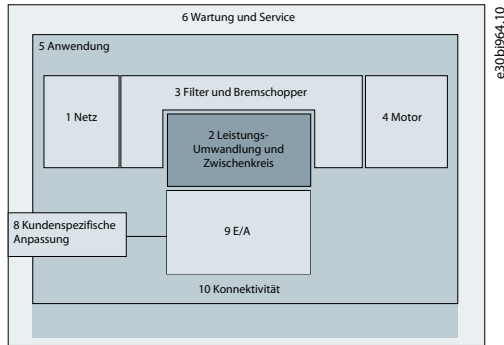 6 Wartung und Service
5 Anwendung
3 Filter und Bremschopper
1 Netz
4 Motor
2 Leistungs-
Umwandlung und
Zwischenkreis
8 Kundenspezifische
Anpassung
9 E/A
10 Konnektivität
e30bi964.10